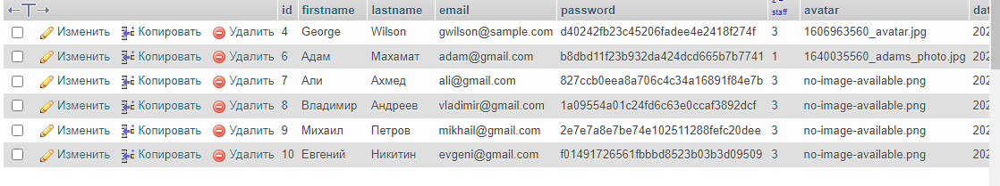 id firstname lastname email password staff avatar
Изменить Копировать Удалить 4 George Wilson gwilson@sample.com d40242fb23c45206fadee4e2418f274f 3 1606963560_avatar.jpg 202
Изменить Копировать Удалить 6 Адам Махамат adam@gmail.com b8dbd11f23b932da424dcd665b7b7741 1 1640035560_adams_photo.jpg 202
Изменить Копировать Удалить 7 Али Ахмед ali@gmail.com 827ccb0eea8a706c4c34a16891f84e7b 3 no-image-available.png 202
Изменить Копировать Удалить 8 Владимир Андреев vladimir@gmail.com 1a09554a01c24fd6c63e0ccaf3892dcf 3 no-image-available.png 202
Изменить Копировать Удалить 9 Михаил Петров mikhail@gmail.com 2e7e7a8e7be74e102511288fefc20dee 3 no-image-available.png 202
Изменить Копировать Удалить 10 Евгений Никитин evgeni@gmail.com f01491726561fbbbd8523b03b3d09509 3 no-image-available.png 202